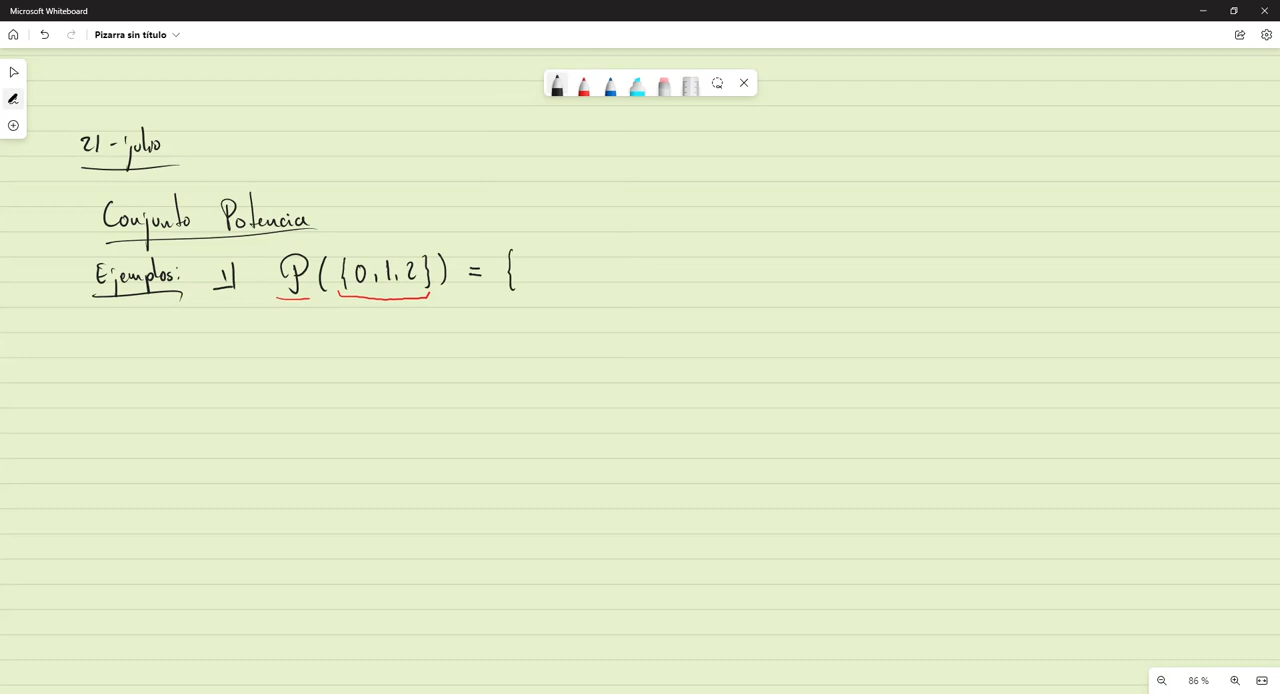 Microsoft Whiteboard
Pizarra sin título
21 - julio
Conjunto Potencia
Ejemplos: 1) P({0,1,2}) = {
86 %